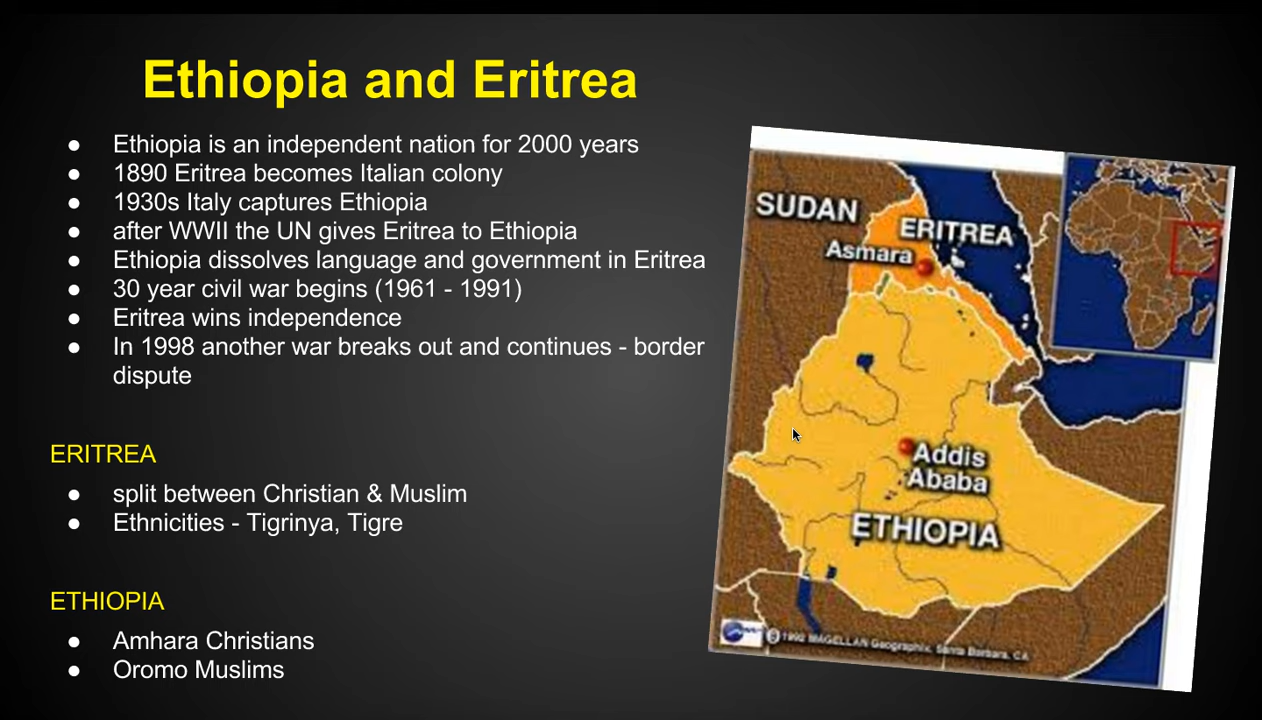 Ethiopia and Eritrea
● Ethiopia is an independent nation for 2000 years
● 1890 Eritrea becomes Italian colony
● 1930s Italy captures Ethiopia
● after WWII the UN gives Eritrea to Ethiopia
● Ethiopia dissolves language and government in Eritrea
● 30 year civil war begins (1961 - 1991)
● Eritrea wins independence
● In 1998 another war breaks out and continues - border
dispute
ERITREA
● split between Christian & Muslim
● Ethnicities - Tigrinya, Tigre
ETHIOPIA
● Amhara Christians
● Oromo Muslims
SUDAN
ERITREA
Asmara
Addis
Ababa
ETHIOPIA
MAGELLAN Geographix, Santa Barbara, CA